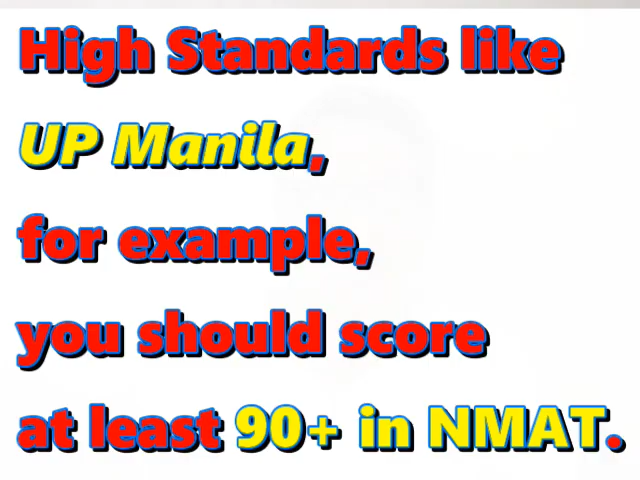 High Standards like
UP Manila,
for example,
you should score
at least 90+ in NMAT.